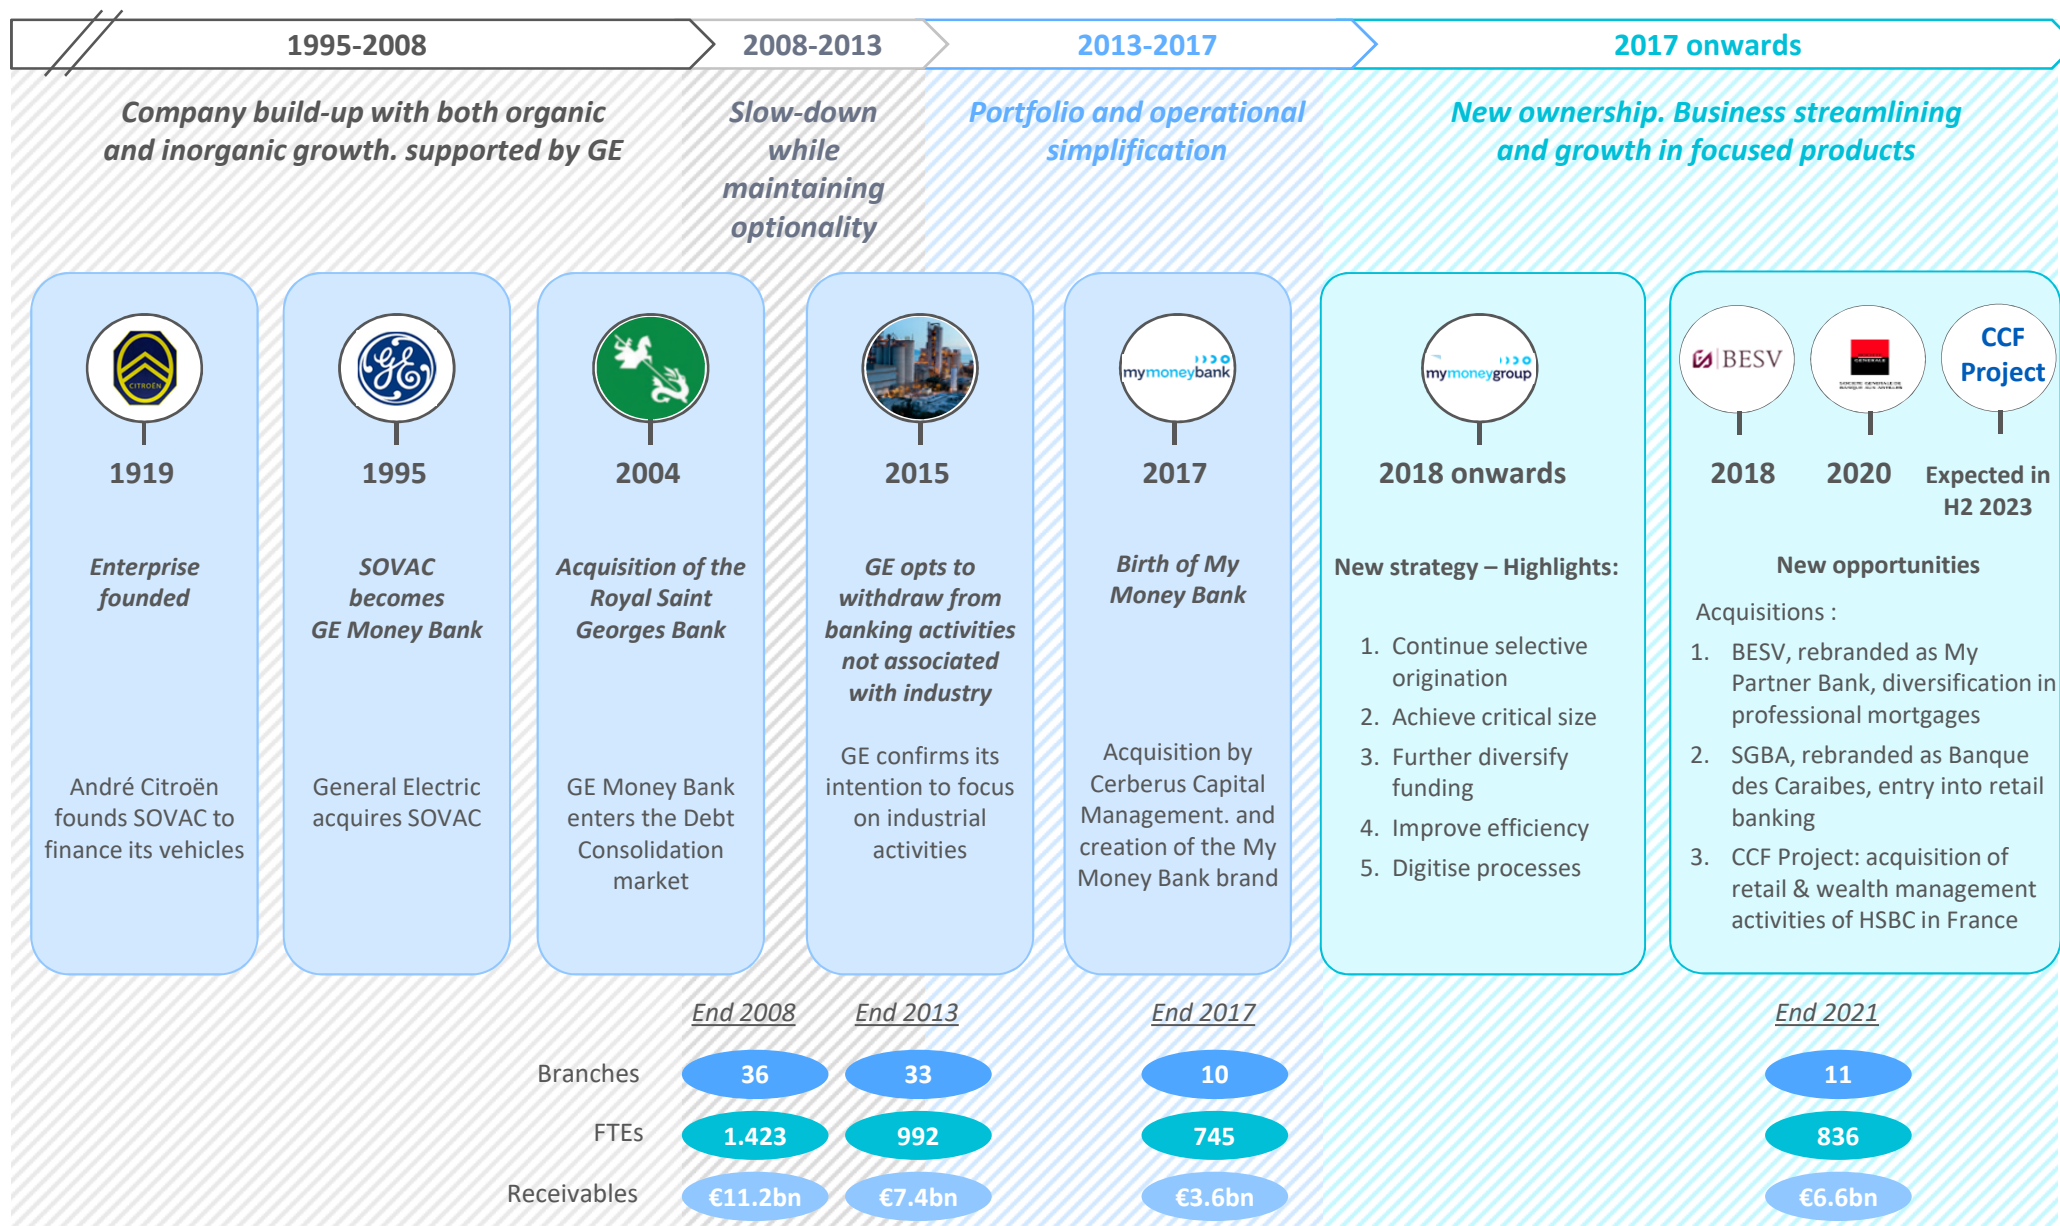 1995-2008
2008-2013
2013-2017
2017 onwards
Company build-up with both organic
and inorganic growth. supported by GE
Slow-down
while
maintaining
optionality
Portfolio and operational
simplification
New ownership. Business streamlining
and growth in focused products
CITROËN
GE
mymoneybank
mymoneygroup
BESV
SOCIETE GENERALE DE
BANQUE AUX ANTILLES
CCF
Project
1919
1995
2004
2015
2017
2018 onwards
2018
2020
Expected in
H2 2023
Enterprise
founded
SOVAC
becomes
GE Money Bank
Acquisition of the
Royal Saint
Georges Bank
GE opts to
withdraw from
banking activities
not associated
with industry
Birth of My
Money Bank
New strategy – Highlights:
New opportunities
André Citroën
founds SOVAC to
finance its vehicles
General Electric
acquires SOVAC
GE Money Bank
enters the Debt
Consolidation
market
GE confirms its
intention to focus
on industrial
activities
Acquisition by
Cerberus Capital
Management. and
creation of the My
Money Bank brand
1. Continue selective
origination
2. Achieve critical size
3. Further diversify
funding
4. Improve efficiency
5. Digitise processes
Acquisitions :
1. BESV, rebranded as My
Partner Bank, diversification in
professional mortgages
2. SGBA, rebranded as Banque
des Caraibes, entry into retail
banking
3. CCF Project: acquisition of
retail & wealth management
activities of HSBC in France
End 2008
End 2013
End 2017
End 2021
Branches
36
33
10
11
FTEs
1.423
992
745
836
Receivables
€11.2bn
€7.4bn
€3.6bn
€6.6bn